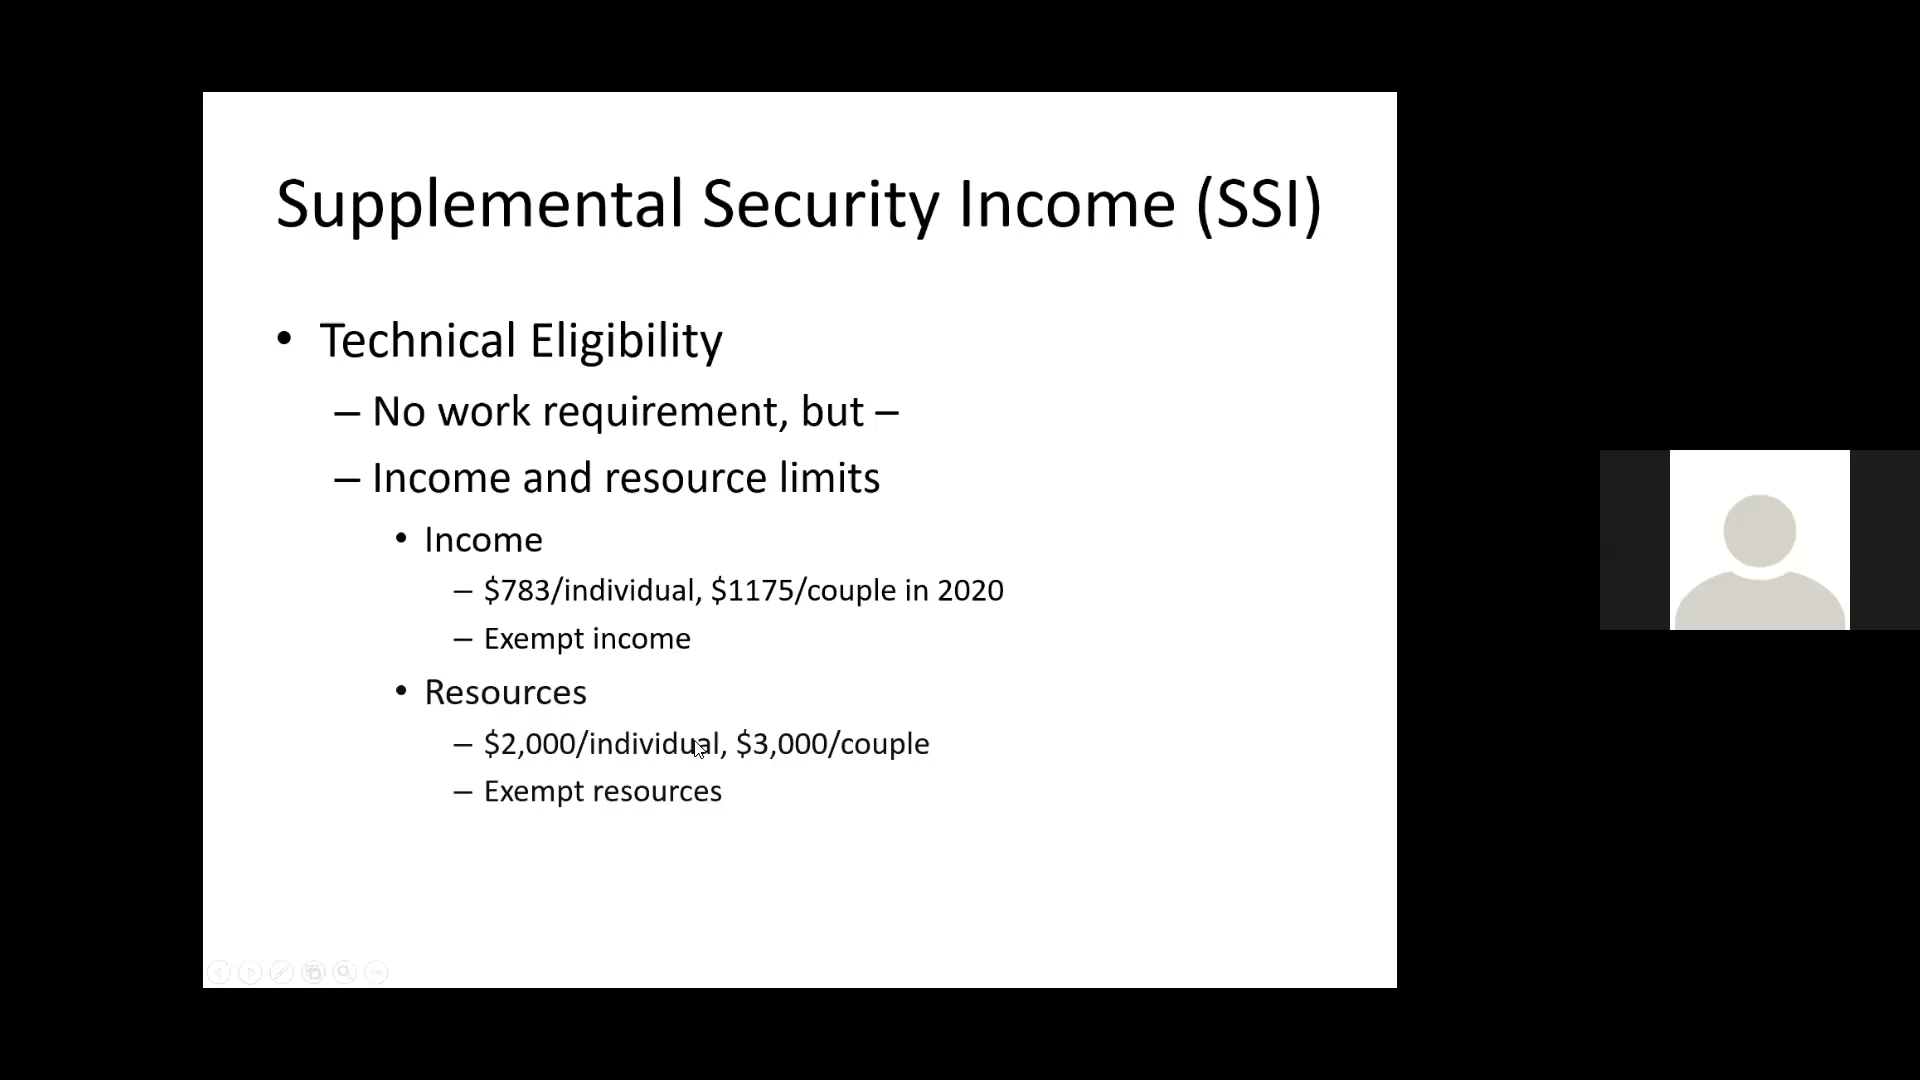 Supplemental Security Income (SSI)
• Technical Eligibility
– No work requirement, but –
– Income and resource limits
• Income
– $783/individual, $1175/couple in 2020
– Exempt income
• Resources
– $2,000/individual, $3,000/couple
– Exempt resources